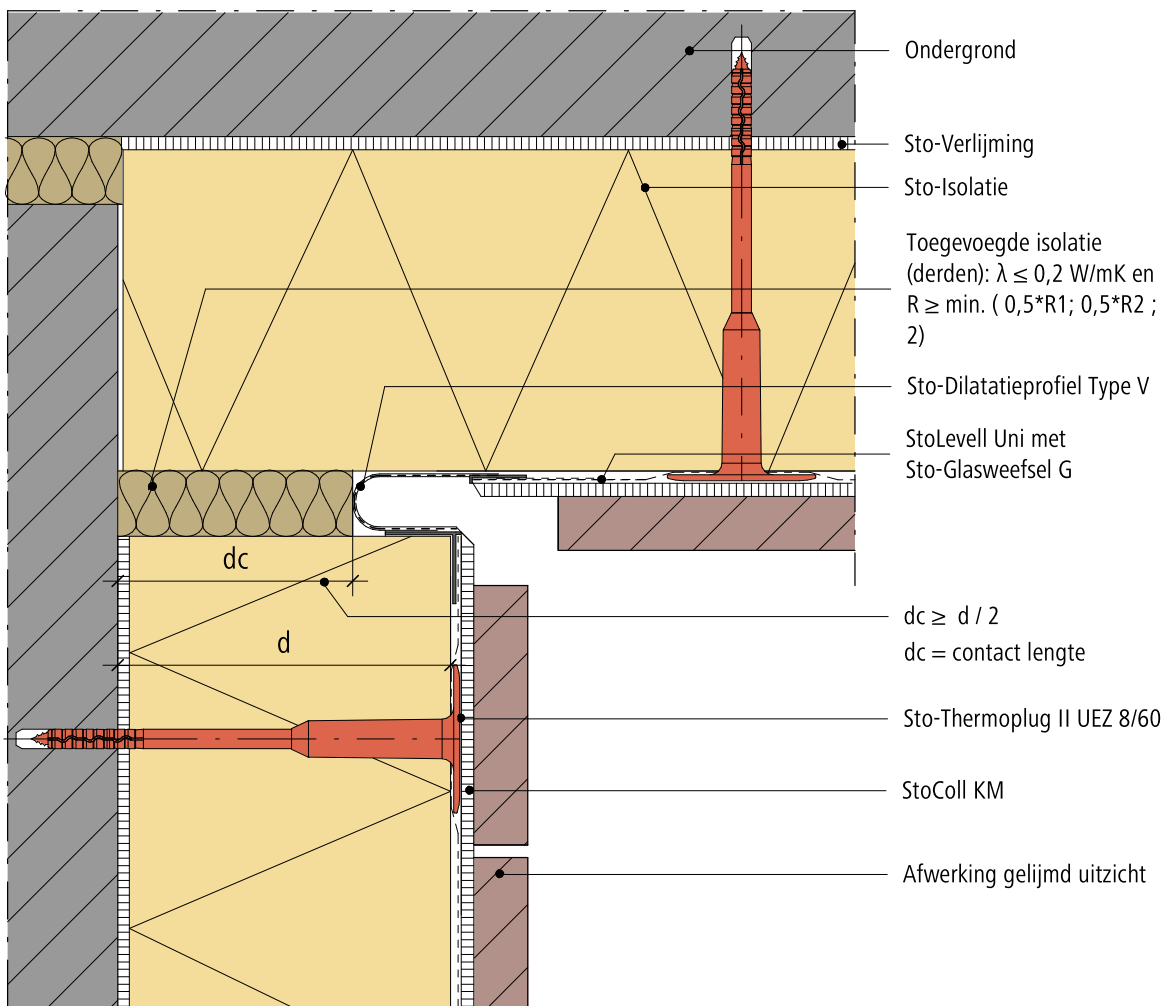 Ondergrond
Sto-Verlijming
Sto-Isolatie
Toegevoegde isolatie
(derden): λ ≤ 0,2 W/mK en
R ≥ min. ( 0,5*R1; 0,5*R2 ;
2)
Sto-Dilatatieprofiel Type V
StoLevell Uni met
Sto-Glasweefsel G
dc
dc ≥ d / 2
d
dc = contact lengte
Sto-Thermoplug II UEZ 8/60
StoColl KM
Afwerking gelijmd uitzicht